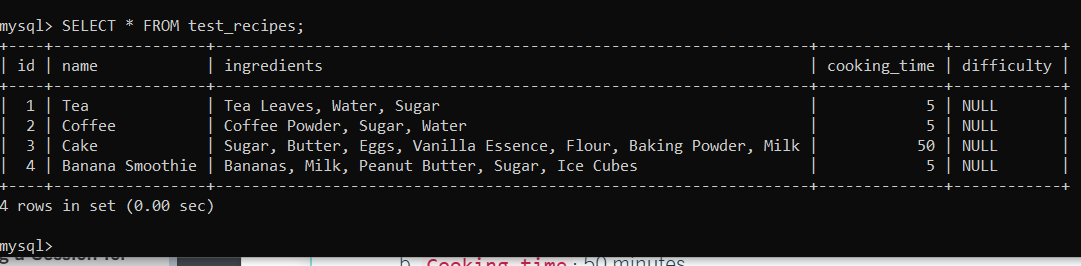 mysql> SELECT * FROM test_recipes;
+----+-----------------+------------------------------------------------------------------+--------------+------------+
| id | name            | ingredients                                                      | cooking_time | difficulty |
+----+-----------------+------------------------------------------------------------------+--------------+------------+
|  1 | Tea             | Tea Leaves, Water, Sugar                                         |            5 | NULL       |
|  2 | Coffee          | Coffee Powder, Sugar, Water                                      |            5 | NULL       |
|  3 | Cake            | Sugar, Butter, Eggs, Vanilla Essence, Flour, Baking Powder, Milk |           50 | NULL       |
|  4 | Banana Smoothie | Bananas, Milk, Peanut Butter, Sugar, Ice Cubes                   |            5 | NULL       |
+----+-----------------+------------------------------------------------------------------+--------------+------------+
4 rows in set (0.00 sec)
mysql>
g a Session for
b. Cooking time: 50 minutes